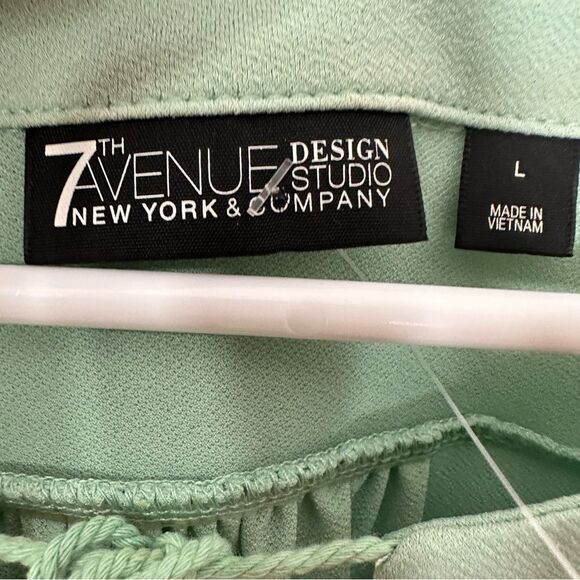 7TH AVENUE DESIGN STUDIO
NEW YORK & COMPANY
L
MADE IN
VIETNAM